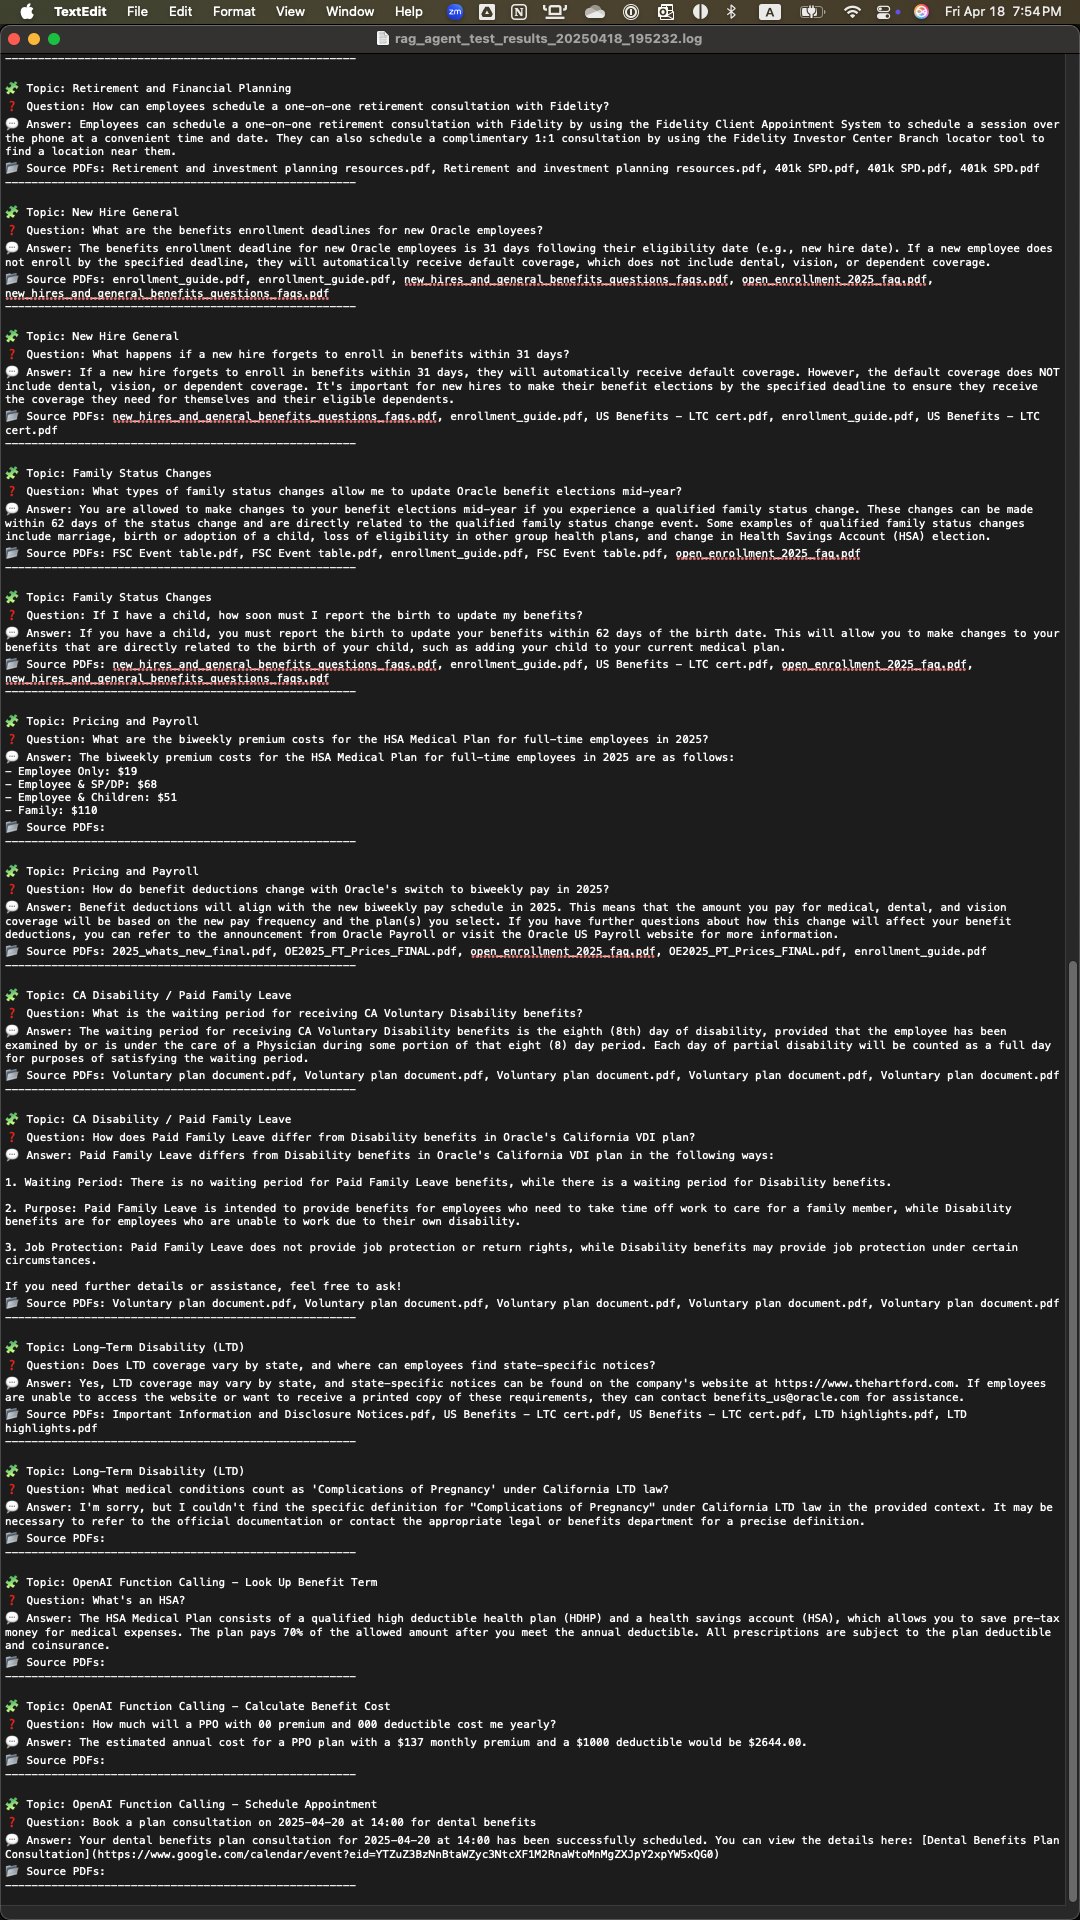 TextEdit File Edit Format View Window Help Fri Apr 18 7:54 PM
rag_agent_test_results_20250418_195232.log
Topic: Retirement and Financial Planning
Question: How can employees schedule a one-on-one retirement consultation with Fidelity?
Answer: Employees can schedule a one-on-one retirement consultation with Fidelity by using the Fidelity Client Appointment System to schedule a session over
the phone at a convenient time and date. They can also schedule a complimentary 1:1 consultation by using the Fidelity Investor Center Branch locator tool to
find a location near them.
Source PDFs: Retirement and investment planning resources.pdf, Retirement and investment planning resources.pdf, 401k SPD.pdf, 401k SPD.pdf, 401k SPD.pdf
Topic: New Hire General
Question: What are the benefits enrollment deadlines for new Oracle employees?
Answer: The benefits enrollment deadline for new Oracle employees is 31 days following their eligibility date (e.g., new hire date). If a new employee does
not enroll by the specified deadline, they will automatically receive default coverage, which does not include dental, vision, or dependent coverage.
Source PDFs: enrollment_guide.pdf, enrollment_guide.pdf, new_hires_and_general_benefits_questions_faqs.pdf, open_enrollment_2025_faq.pdf,
new_hires_and_general_benefits_questions_faqs.pdf
Topic: New Hire General
Question: What happens if a new hire forgets to enroll in benefits within 31 days?
Answer: If a new hire forgets to enroll in benefits within 31 days, they will automatically receive default coverage. However, the default coverage does NOT
include dental, vision, or dependent coverage. It's important for new hires to make their benefit elections by the specified deadline to ensure they receive
the coverage they need for themselves and their eligible dependents.
Source PDFs: new_hires_and_general_benefits_questions_faqs.pdf, enrollment_guide.pdf, US Benefits – LTC cert.pdf, enrollment_guide.pdf, US Benefits – LTC
cert.pdf
Topic: Family Status Changes
Question: What types of family status changes allow me to update Oracle benefit elections mid-year?
Answer: You are allowed to make changes to your benefit elections mid-year if you experience a qualified family status change. These changes can be made
within 62 days of the status change and are directly related to the qualified family status change event. Some examples of qualified family status changes
include marriage, birth or adoption of a child, loss of eligibility in other group health plans, and change in Health Savings Account (HSA) election.
Source PDFs: FSC Event table.pdf, FSC Event table.pdf, enrollment_guide.pdf, FSC Event table.pdf, open_enrollment_2025_faq.pdf
Topic: Family Status Changes
Question: If I have a child, how soon must I report the birth to update my benefits?
Answer: If you have a child, you must report the birth to update your benefits within 62 days of the birth date. This will allow you to make changes to your
benefits that are directly related to the birth of your child, such as adding your child to your current medical plan.
Source PDFs: new_hires_and_general_benefits_questions_faqs.pdf, enrollment_guide.pdf, US Benefits – LTC cert.pdf, open_enrollment_2025_faq.pdf,
new_hires_and_general_benefits_questions_faqs.pdf
Topic: Pricing and Payroll
Question: What are the biweekly premium costs for the HSA Medical Plan for full-time employees in 2025?
Answer: The biweekly premium costs for the HSA Medical Plan for full-time employees in 2025 are as follows:
- Employee Only: $19
- Employee & SP/DP: $68
- Employee & Children: $51
- Family: $110
Source PDFs:
Topic: Pricing and Payroll
Question: How do benefit deductions change with Oracle's switch to biweekly pay in 2025?
Answer: Benefit deductions will align with the new biweekly pay schedule in 2025. This means that the amount you pay for medical, dental, and vision
coverage will be based on the new pay frequency and the plan(s) you select. If you have further questions about how this change will affect your benefit
deductions, you can refer to the announcement from Oracle Payroll or visit the Oracle US Payroll website for more information.
Source PDFs: 2025_whats_new_final.pdf, OE2025_FT_Prices_FINAL.pdf, open_enrollment_2025_faq.pdf, OE2025_PT_Prices_FINAL.pdf, enrollment_guide.pdf
Topic: CA Disability / Paid Family Leave
Question: What is the waiting period for receiving CA Voluntary Disability benefits?
Answer: The waiting period for receiving CA Voluntary Disability benefits is the eighth (8th) day of disability, provided that the employee has been
examined by or is under the care of a Physician during some portion of that eight (8) day period. Each day of partial disability will be counted as a full day
for purposes of satisfying the waiting period.
Source PDFs: Voluntary plan document.pdf, Voluntary plan document.pdf, Voluntary plan document.pdf, Voluntary plan document.pdf, Voluntary plan document.pdf
Topic: CA Disability / Paid Family Leave
Question: How does Paid Family Leave differ from Disability benefits in Oracle's California VDI plan?
Answer: Paid Family Leave differs from Disability benefits in Oracle's California VDI plan in the following ways:
1. Waiting Period: There is no waiting period for Paid Family Leave benefits, while there is a waiting period for Disability benefits.
2. Purpose: Paid Family Leave is intended to provide benefits for employees who need to take time off work to care for a family member, while Disability
benefits are for employees who are unable to work due to their own disability.
3. Job Protection: Paid Family Leave does not provide job protection or return rights, while Disability benefits may provide job protection under certain
circumstances.
If you need further details or assistance, feel free to ask!
Source PDFs: Voluntary plan document.pdf, Voluntary plan document.pdf, Voluntary plan document.pdf, Voluntary plan document.pdf, Voluntary plan document.pdf
Topic: Long-Term Disability (LTD)
Question: Does LTD coverage vary by state, and where can employees find state-specific notices?
Answer: Yes, LTD coverage may vary by state, and state-specific notices can be found on the company's website at https://www.thehartford.com. If employees
are unable to access the website or want to receive a printed copy of these requirements, they can contact benefits_us@oracle.com for assistance.
Source PDFs: Important Information and Disclosure Notices.pdf, US Benefits – LTC cert.pdf, US Benefits – LTC cert.pdf, LTD highlights.pdf, LTD
highlights.pdf
Topic: Long-Term Disability (LTD)
Question: What medical conditions count as 'Complications of Pregnancy' under California LTD law?
Answer: I'm sorry, but I couldn't find the specific definition for "Complications of Pregnancy" under California LTD law in the provided context. It may be
necessary to refer to the official documentation or contact the appropriate legal or benefits department for a precise definition.
Source PDFs:
Topic: OpenAI Function Calling – Look Up Benefit Term
Question: What's an HSA?
Answer: The HSA Medical Plan consists of a qualified high deductible health plan (HDHP) and a health savings account (HSA), which allows you to save pre-tax
money for medical expenses. The plan pays 70% of the allowed amount after you meet the annual deductible. All prescriptions are subject to the plan deductible
and coinsurance.
Source PDFs:
Topic: OpenAI Function Calling – Calculate Benefit Cost
Question: How much will a PPO with 00 premium and 000 deductible cost me yearly?
Answer: The estimated annual cost for a PPO plan with a $137 monthly premium and a $1000 deductible would be $2644.00.
Source PDFs:
Topic: OpenAI Function Calling – Schedule Appointment
Question: Book a plan consultation on 2025-04-20 at 14:00 for dental benefits
Answer: Your dental benefits plan consultation for 2025-04-20 at 14:00 has been successfully scheduled. You can view the details here: [Dental Benefits Plan
Consultation](https://www.google.com/calendar/event?eid=YTZuZ3BzNnBtaWZyc3NtcXF1M2RnaWtoMnMgZXJpY2xpYW5xQG0)
Source PDFs: